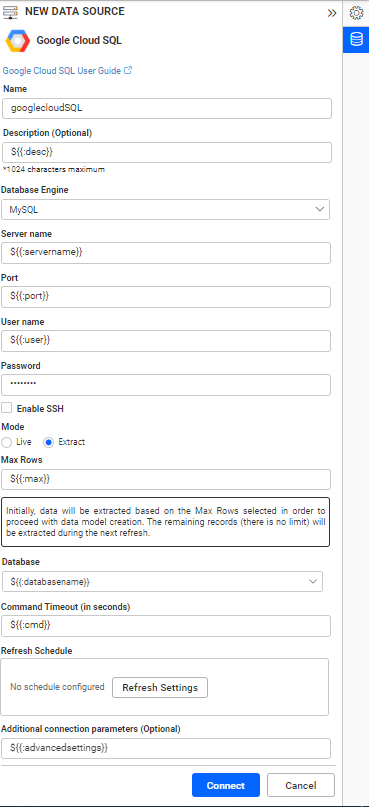 NEW DATA SOURCE
Google Cloud SQL
Google Cloud SQL User Guide
Name
googlecloudSQL
Description (Optional)
${{:desc}}
*1024 characters maximum
Database Engine
MySQL
Server name
${{:servername}}
Port
${{:port}}
User name
${{:user}}
Password
••••••••
Enable SSH
Mode
Live Extract
Max Rows
${{:max}}
Initially, data will be extracted based on the Max Rows selected in order to
proceed with data model creation. The remaining records (there is no limit) will
be extracted during the next refresh.
Database
${{:databasename}}
Command Timeout (in seconds)
${{:cmd}}
Refresh Schedule
No schedule configured Refresh Settings
Additional connection parameters (Optional)
${{:advancedsettings}}
Connect Cancel